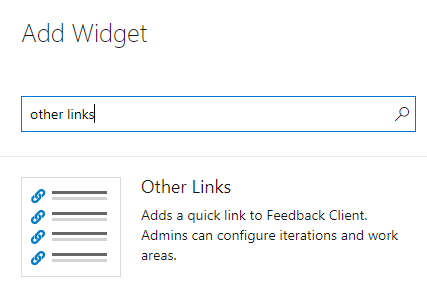 Add Widget
other links
Other Links
Adds a quick link to Feedback Client.
Admins can configure iterations and work
areas.